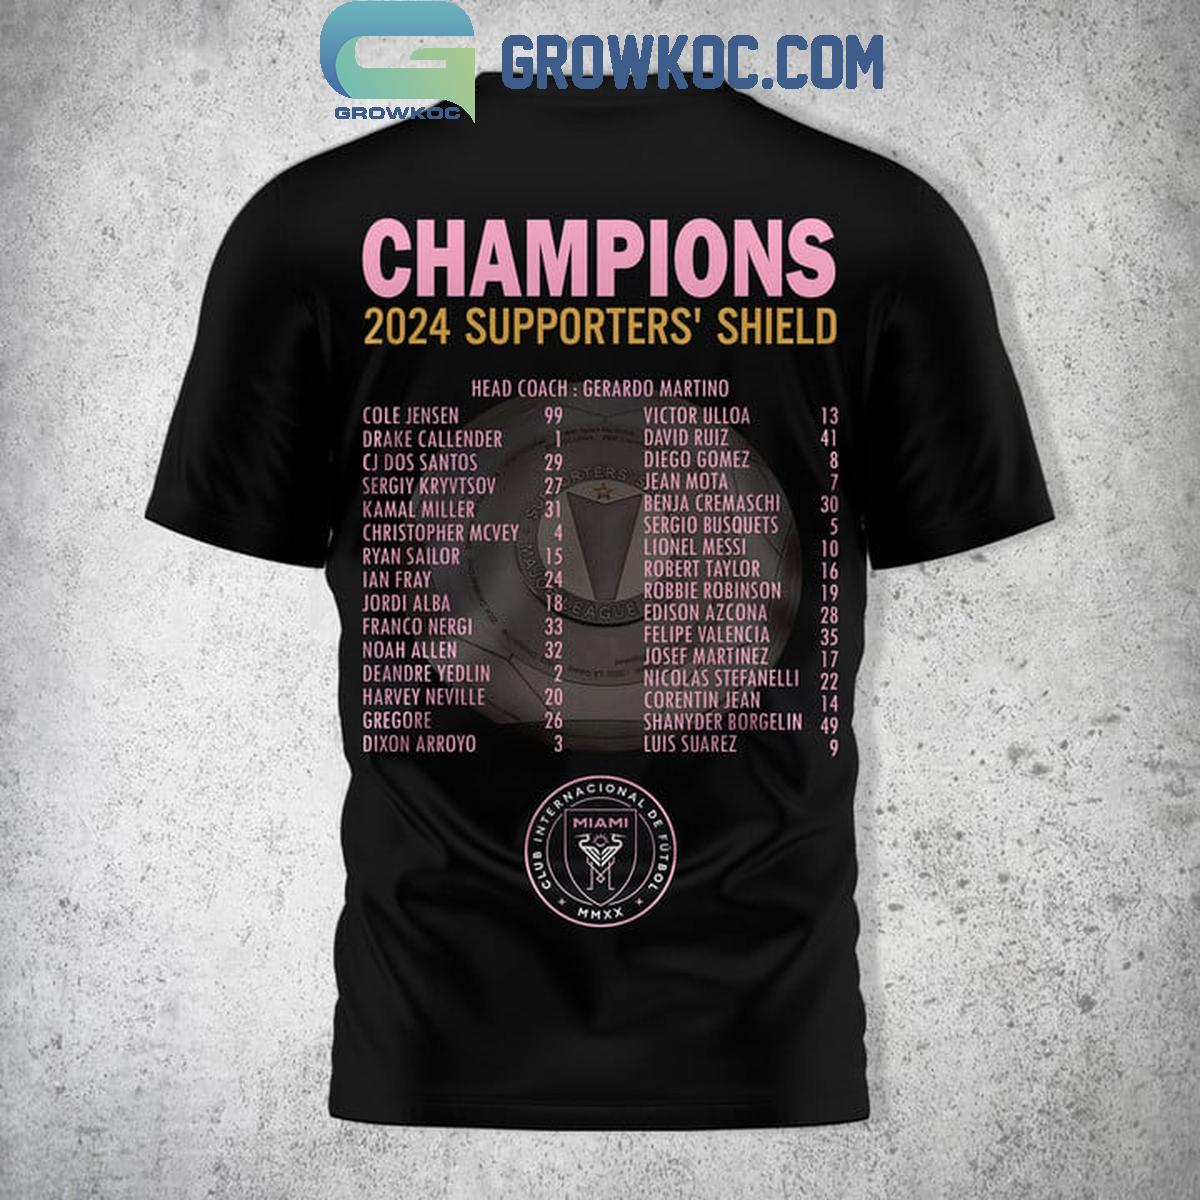 GROWKOC
GROWKOC.COM
CHAMPIONS
2024 SUPPORTERS' SHIELD
HEAD COACH : GERARDO MARTINO
COLE JENSEN 99
DRAKE CALLENDER 1
CJ DOS SANTOS 29
SERGIY KRYVTSOV 27
KAMAL MILLER 31
CHRISTOPHER MCVEY 4
RYAN SAILOR 15
IAN FRAY 24
JORDI ALBA 18
FRANCO NERGI 33
NOAH ALLEN 32
DEANDRE YEDLIN 2
HARVEY NEVILLE 20
GREGORE 26
DIXON ARROYO 3
VICTOR ULLOA 13
DAVID RUIZ 41
DIEGO GOMEZ 8
JEAN MOTA 7
BENJA CREMASCHI 30
SERGIO BUSQUETS 5
LIONEL MESSI 10
ROBERT TAYLOR 16
ROBBIE ROBINSON 19
EDISON AZCONA 28
FELIPE VALENCIA 35
JOSEF MARTINEZ 17
NICOLAS STEFANELLI 22
CORENTIN JEAN 14
SHANYDER BORGELIN 49
LUIS SUAREZ 9
CLUB INTERNACIONAL DE FÚTBOL
MIAMI
MMXX